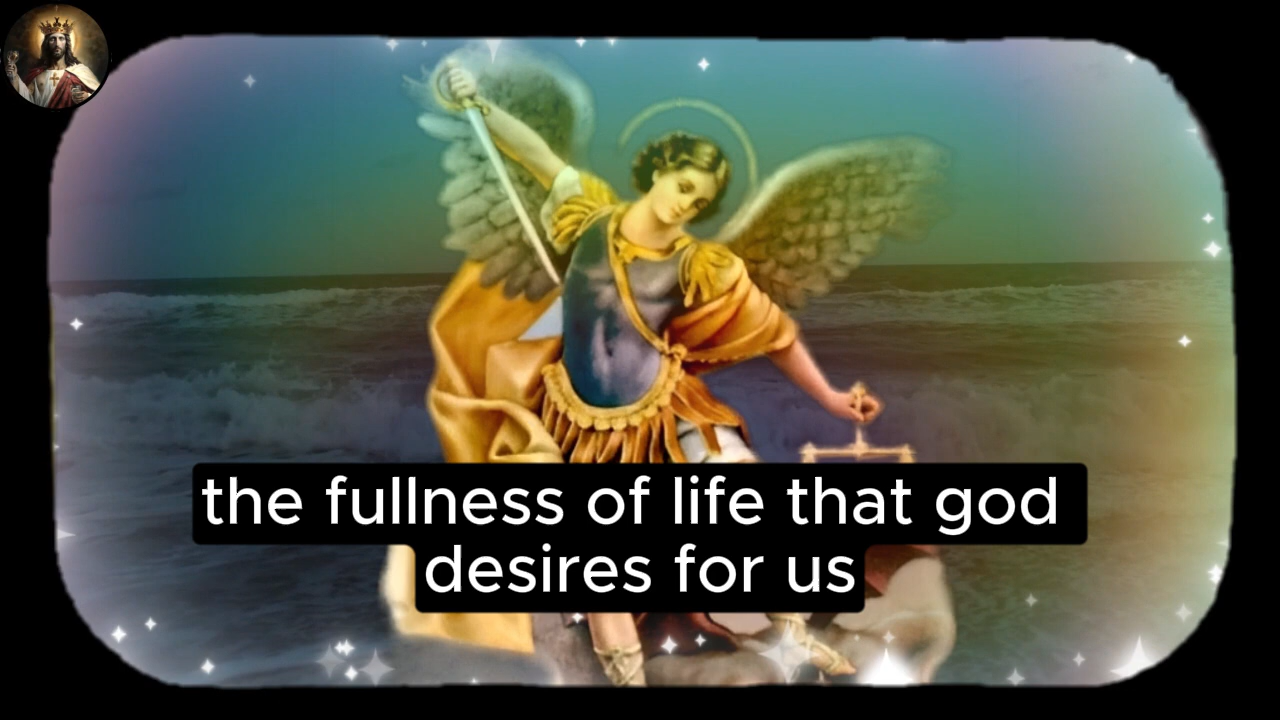 the fullness of life that god
desires for us